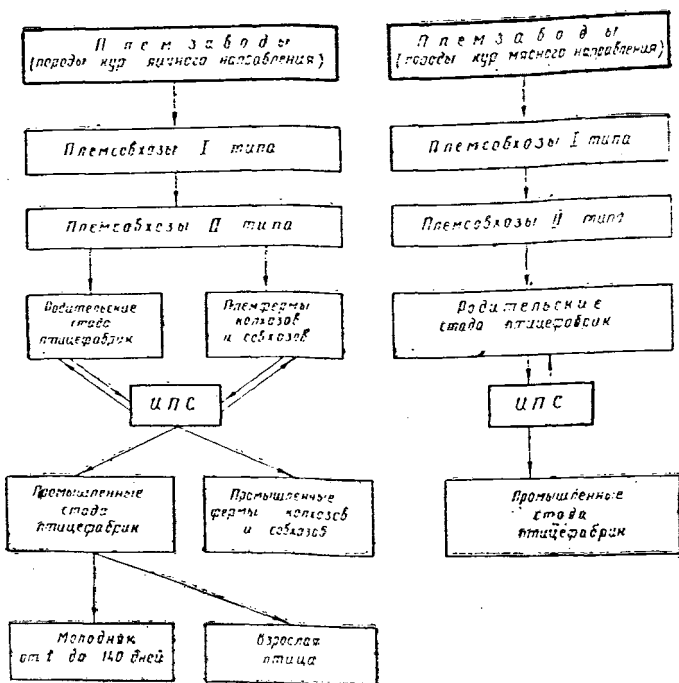 Племзаводы
(породы кур яичного направления)
Племсовхозы I типа
Племсовхозы II типа
Родительские
стада
птицефабрик
Племфермы
колхозов
и совхозов
ИПС
Промышленные
стада
птицефабрик
Промышленные
фермы колхозов
и совхозов
Молодняк
от 1 до 140 дней
Взрослая
птица
Племзаводы
(породы кур мясного направления)
Племсовхозы I типа
Племсовхозы II типа
Родительские
стада птицефабрик
ИПС
Промышленные
стада
птицефабрик